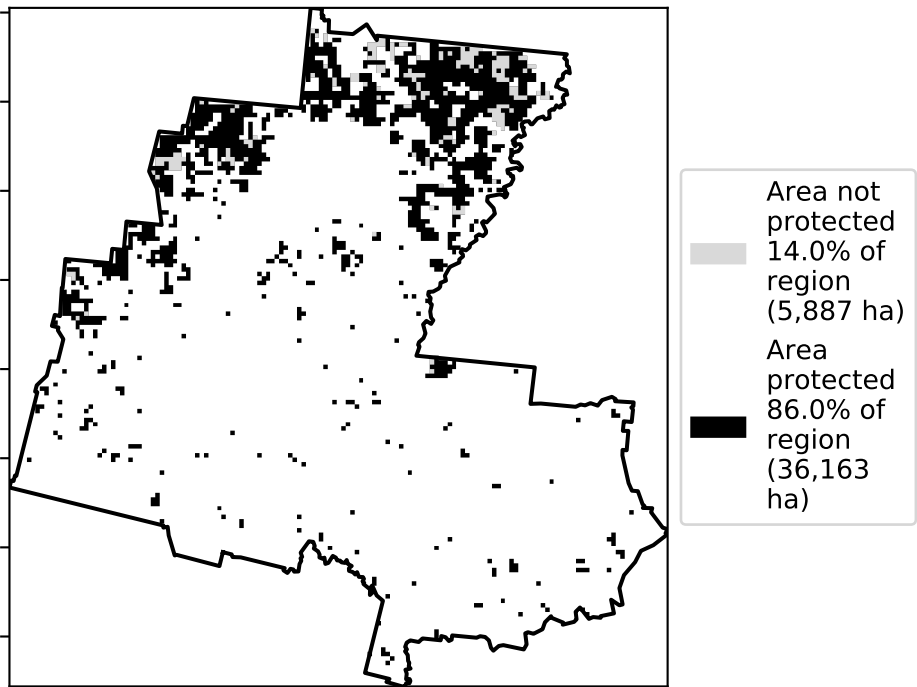 Area not
protected
14.0% of
region
(5,887 ha)
Area
protected
86.0% of
region
(36,163
ha)